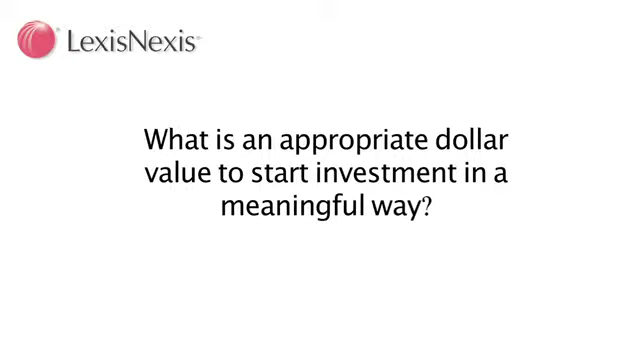 LexisNexis
What is an appropriate dollar
value to start investment in a
meaningful way?